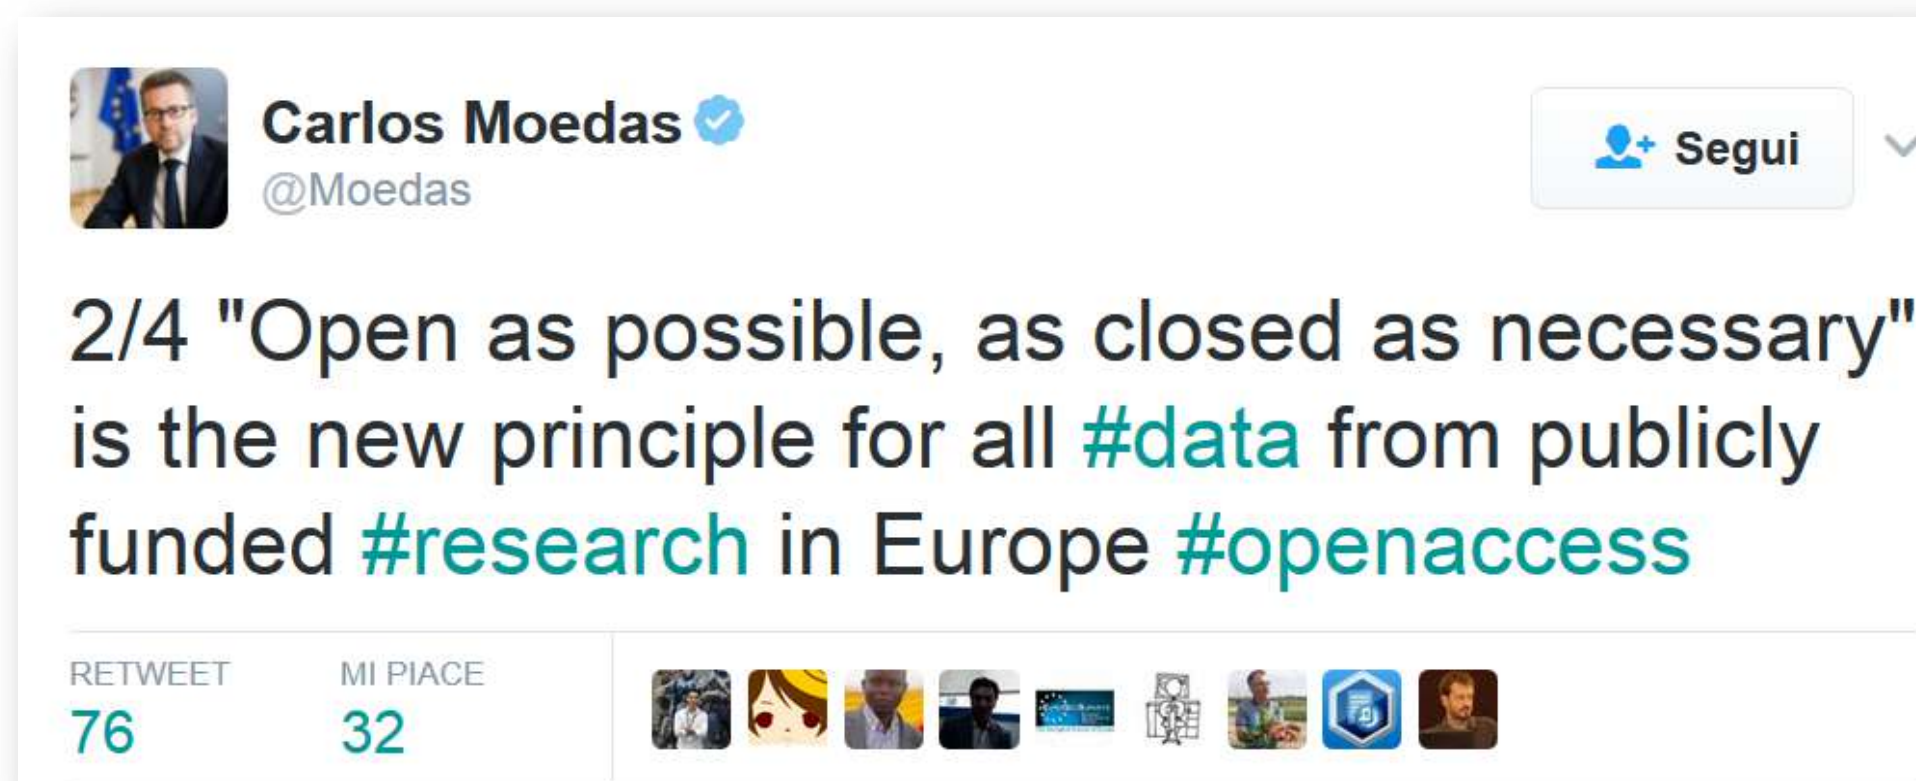 Carlos Moedas
@Moedas
Segui
2/4 "Open as possible, as closed as necessary"
is the new principle for all #data from publicly
funded #research in Europe #openaccess
RETWEET MI PIACE
76 32